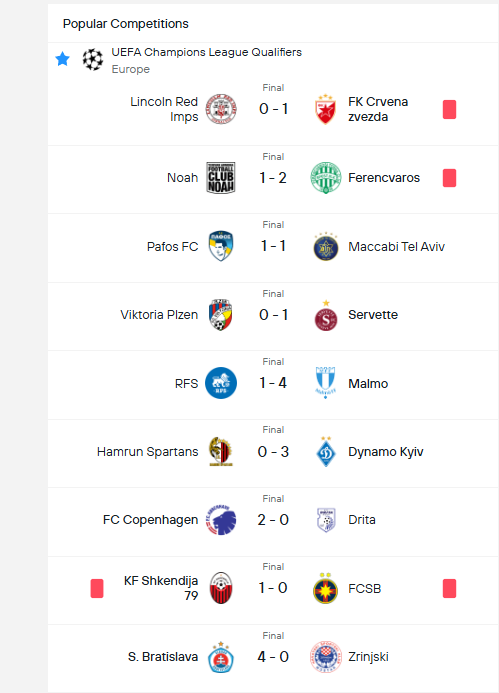 Popular Competitions
UEFA Champions League Qualifiers
Europe
Final
Lincoln Red
Imps
0 - 1
FK Crvena
zvezda
Final
Noah
FOOTBALL
CLUB
NOAH
1 - 2
Ferencvaros
Final
Pafos FC
1 - 1
Maccabi Tel Aviv
Final
Viktoria Plzen
0 - 1
S
Servette
Final
RFS
R.F.S
1 - 4
Malmo
Final
Hamrun Spartans
0 - 3
Dynamo Kyiv
Final
FC Copenhagen
2 - 0
Drita
Final
KF Shkendija
79
1 - 0
FCSB
Final
S. Bratislava
4 - 0
Zrinjski